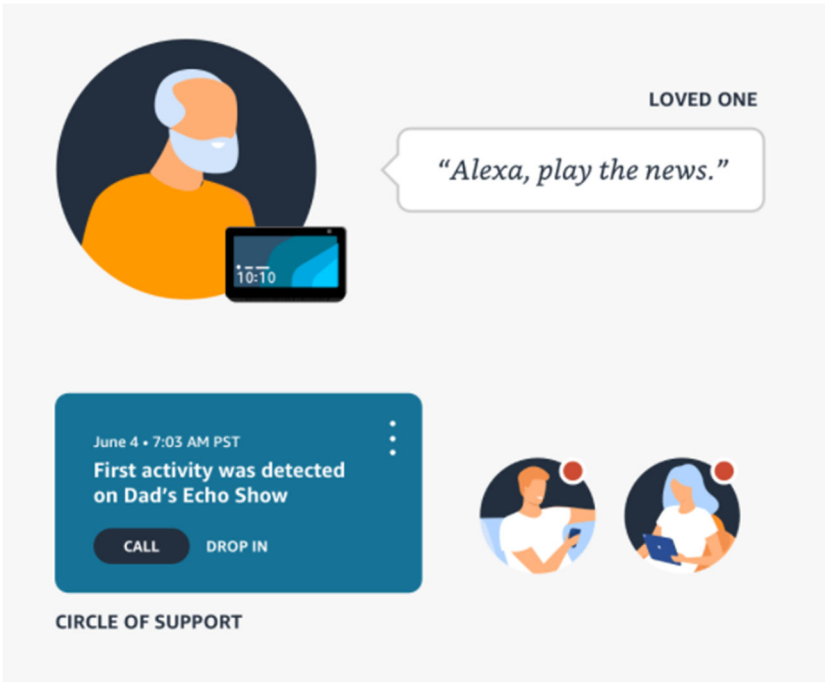 LOVED ONE
“Alexa, play the news.”
10:10
June 4 • 7:03 AM PST
First activity was detected
on Dad’s Echo Show
CALL DROP IN
CIRCLE OF SUPPORT